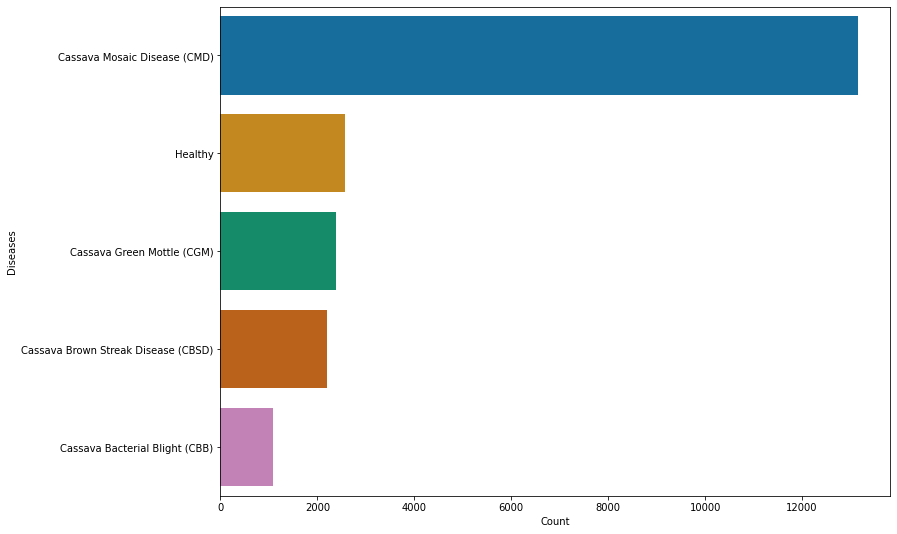 Cassava Mosaic Disease (CMD)
Healthy
Cassava Green Mottle (CGM)
Cassava Brown Streak Disease (CBSD)
Cassava Bacterial Blight (CBB)
Diseases
0 2000 4000 6000 8000 10000 12000
Count